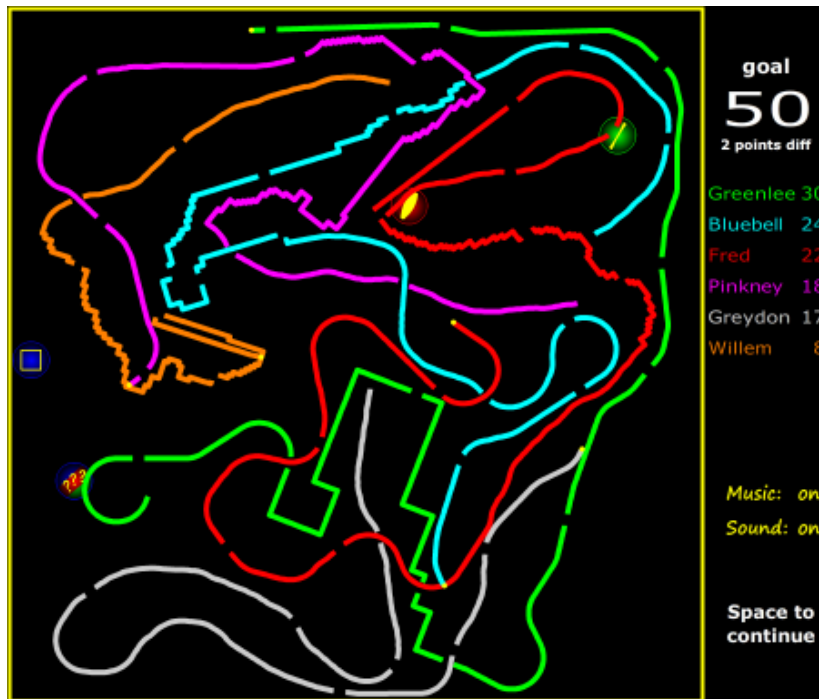 goal
50
2 points diff
Greenlee 30
Bluebell 24
Fred 22
Pinkney 18
Greydon 17
Willem 8
???
Music: on
Sound: on
Space to
continue